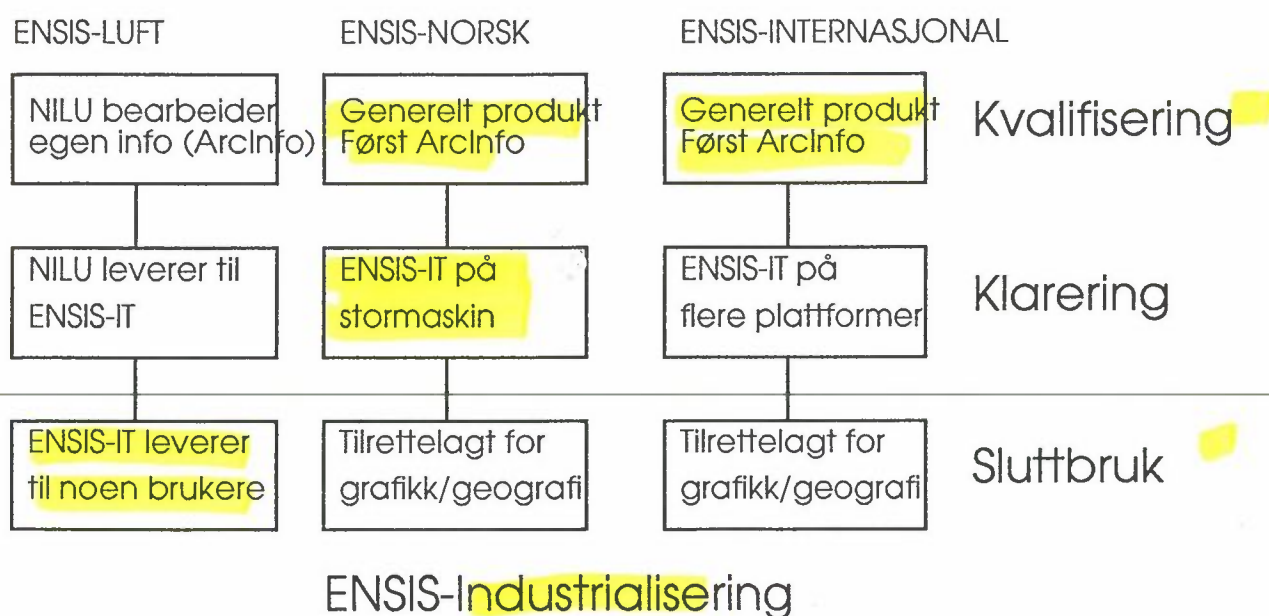 ENSIS-LUFT
ENSIS-NORSK
ENSIS-INTERNASJONAL
NILU bearbeider
egen info (ArcInfo)
Generelt produkt
Først ArcInfo
Generelt produkt
Først ArcInfo
Kvalifisering
NILU leverer til
ENSIS-IT
ENSIS-IT på
stormaskin
ENSIS-IT på
flere plattformer
Klarering
ENSIS-IT leverer
til noen brukere
Tilrettelagt for
grafikk/geografi
Tilrettelagt for
grafikk/geografi
Sluttbruk
ENSIS-Industrialisering